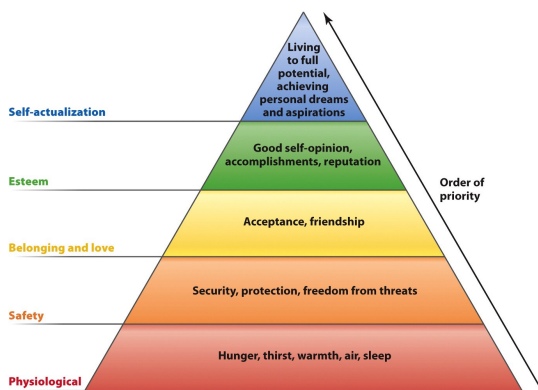 Living
to full
potential,
achieving
personal dreams
and aspirations
Self-actualization
Good self-opinion,
accomplishments, reputation
Esteem
Order of
priority
Acceptance, friendship
Belonging and love
Security, protection, freedom from threats
Safety
Hunger, thirst, warmth, air, sleep
Physiological